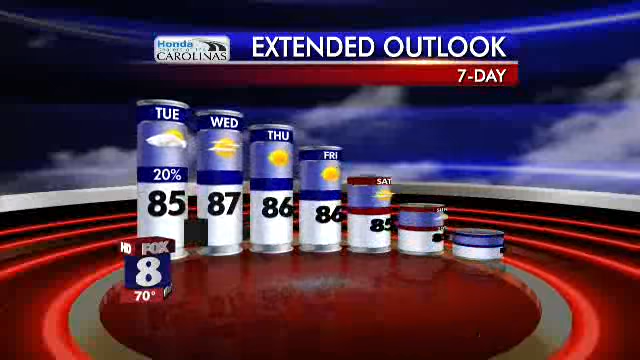 Honda
CAROLINAS
EXTENDED OUTLOOK
7-DAY
TUE
20%
85
WED
87
THU
86
FRI
86
SAT
85
SUN
HD FOX
8
70°